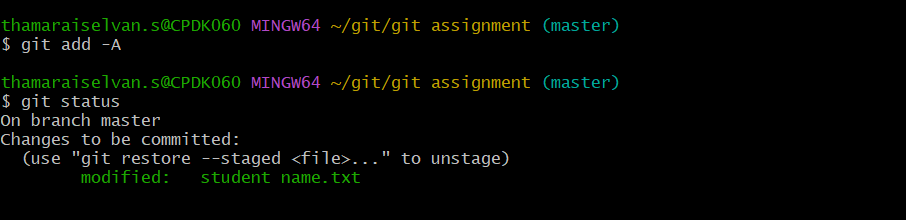 thamaraiselvan.s@CPDK060 MINGW64 ~/git/git assignment (master)
$ git add -A
thamaraiselvan.s@CPDK060 MINGW64 ~/git/git assignment (master)
$ git status
On branch master
Changes to be committed:
  (use "git restore --staged <file>..." to unstage)
        modified:   student name.txt